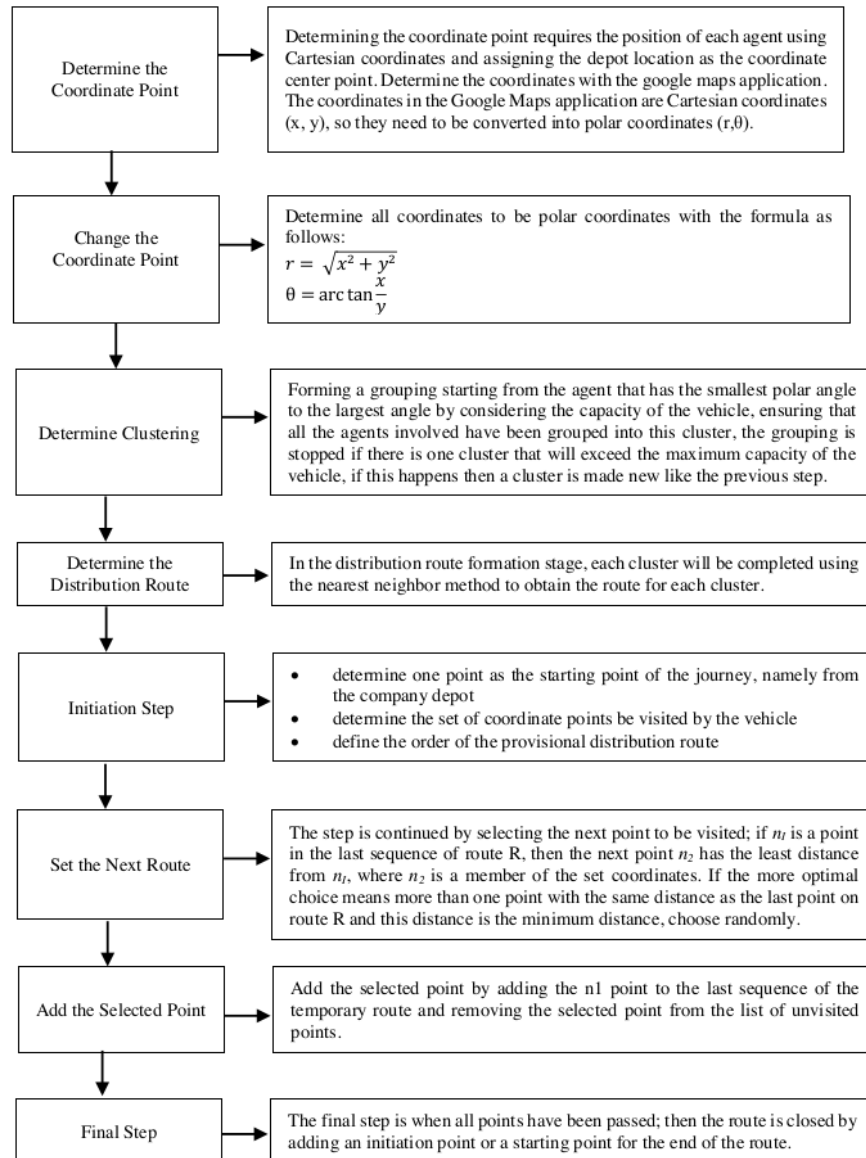 Determine the
Coordinate Point
Determining the coordinate point requires the position of each agent using
Cartesian coordinates and assigning the depot location as the coordinate
center point. Determine the coordinates with the google maps application.
The coordinates in the Google Maps application are Cartesian coordinates
(x, y), so they need to be converted into polar coordinates (r,θ).
Change the
Coordinate Point
Determine all coordinates to be polar coordinates with the formula as
follows:
r = √x² + y²
θ = arc tan x/y
Determine Clustering
Forming a grouping starting from the agent that has the smallest polar angle
to the largest angle by considering the capacity of the vehicle, ensuring that
all the agents involved have been grouped into this cluster, the grouping is
stopped if there is one cluster that will exceed the maximum capacity of the
vehicle, if this happens then a cluster is made new like the previous step.
Determine the
Distribution Route
In the distribution route formation stage, each cluster will be completed using
the nearest neighbor method to obtain the route for each cluster.
Initiation Step
• determine one point as the starting point of the journey, namely from
the company depot
• determine the set of coordinate points be visited by the vehicle
• define the order of the provisional distribution route
Set the Next Route
The step is continued by selecting the next point to be visited; if n₁ is a point
in the last sequence of route R, then the next point n₂ has the least distance
from n₁, where n₂ is a member of the set coordinates. If the more optimal
choice means more than one point with the same distance as the last point on
route R and this distance is the minimum distance, choose randomly.
Add the Selected Point
Add the selected point by adding the n1 point to the last sequence of the
temporary route and removing the selected point from the list of unvisited
points.
Final Step
The final step is when all points have been passed; then the route is closed by
adding an initiation point or a starting point for the end of the route.